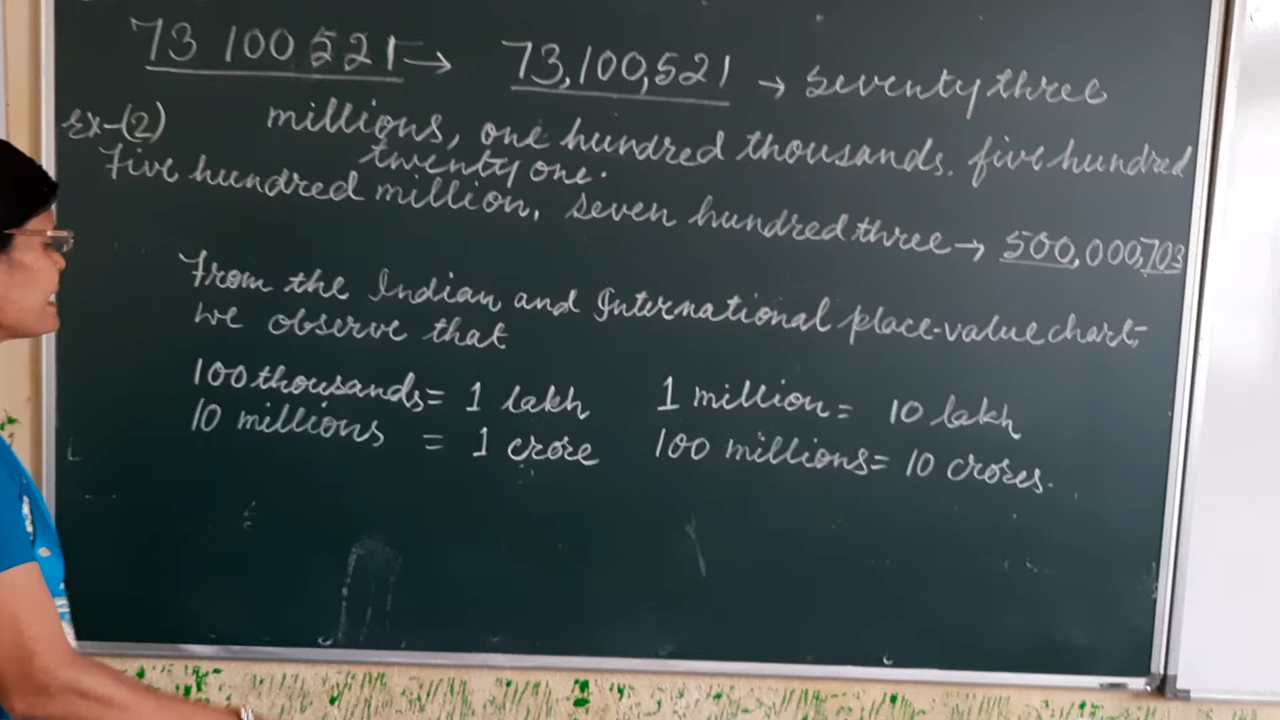 73 100 521 → 73,100,521 → seventy three
millions, one hundred thousands, five hundred
twenty one.
Ex-(2)
Five hundred million, seven hundred three → 500,000,703
From the Indian and International place-value chart,
we observe that
100 thousands = 1 lakh 1 million = 10 lakh
10 millions = 1 crore 100 millions = 10 crores.